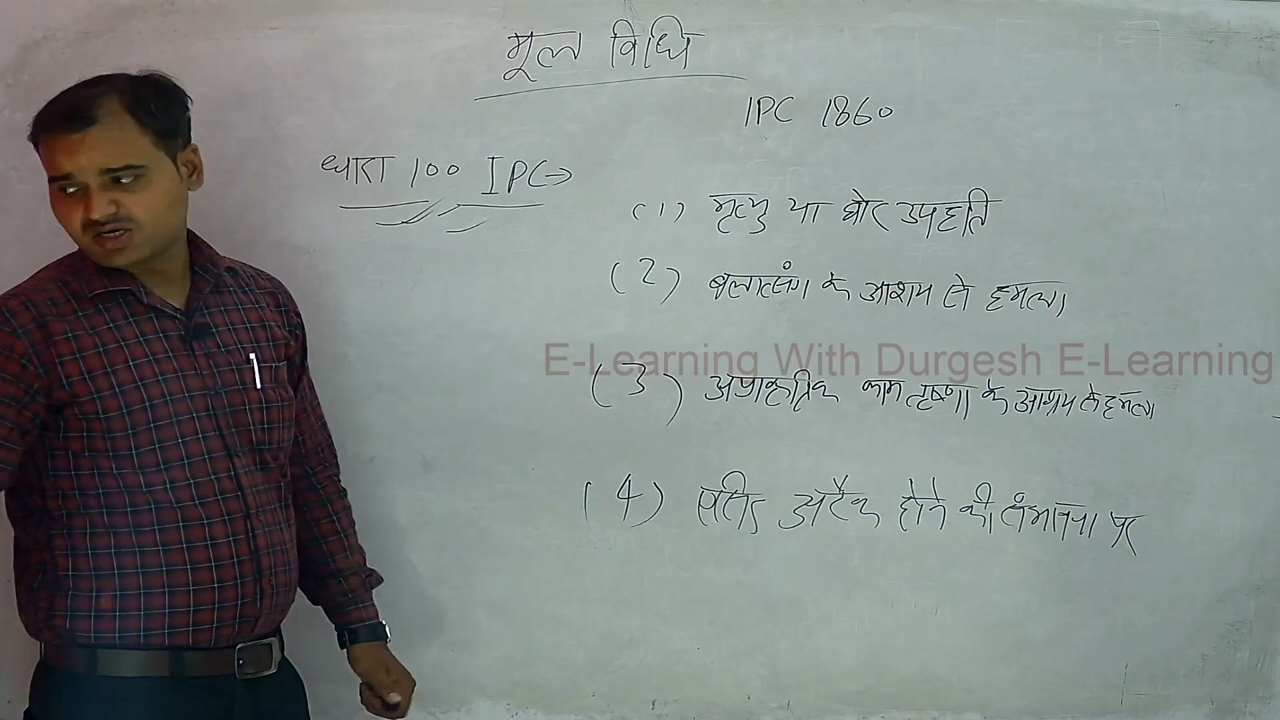 मूल विधि
IPC 1860
धारा 100 IPC→
(1) मृत्यु या घोर उपहति
(2) बलात्संग के आशय से हमला
E-Learning With Durgesh E-Learning
(3) अप्राकृतिक काम तृष्णा के आशय से हमला
(4) एसिड अटैक होने की संभावना पर